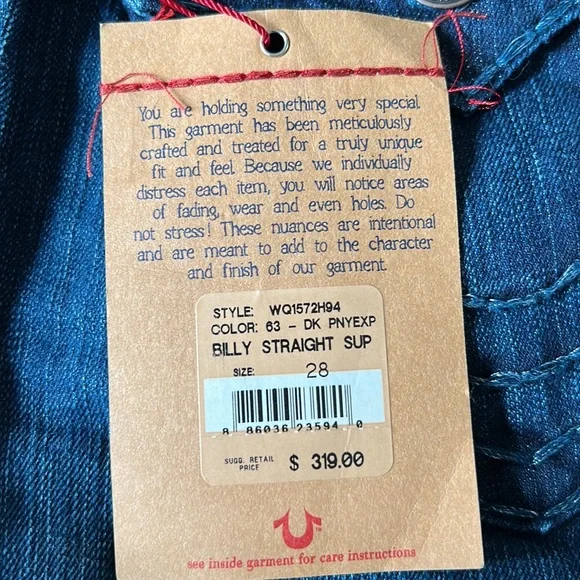 You are holding something very special.
This garment has been meticulously
crafted and treated for a truly unique
fit and feel. Because we individually
distress each item, you will notice areas
of fading, wear and even holes. Do
not stress! These nuances are intentional
and are meant to add to the character
and finish of our garment.
STYLE: WQ1572H94
COLOR: 63 - DK PNYEXP
BILLY STRAIGHT SUP
SIZE: 28
8 86036 23594 0
SUGG. RETAIL
PRICE $ 319.00
TM
see inside garment for care instructions